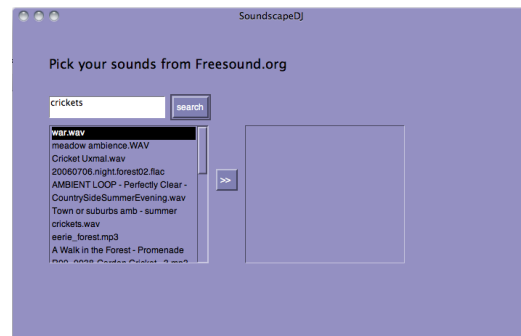 SoundscapeDJ
Pick your sounds from Freesound.org
crickets
search
war.wav
meadow ambience.WAV
Cricket Uxmal.wav
20060706.night.forest02.flac
AMBIENT LOOP - Perfectly Clear -
CountrySideSummerEvening.wav
Town or suburbs amb - summer
crickets.wav
eerie_forest.mp3
A Walk in the Forest - Promenade
>>